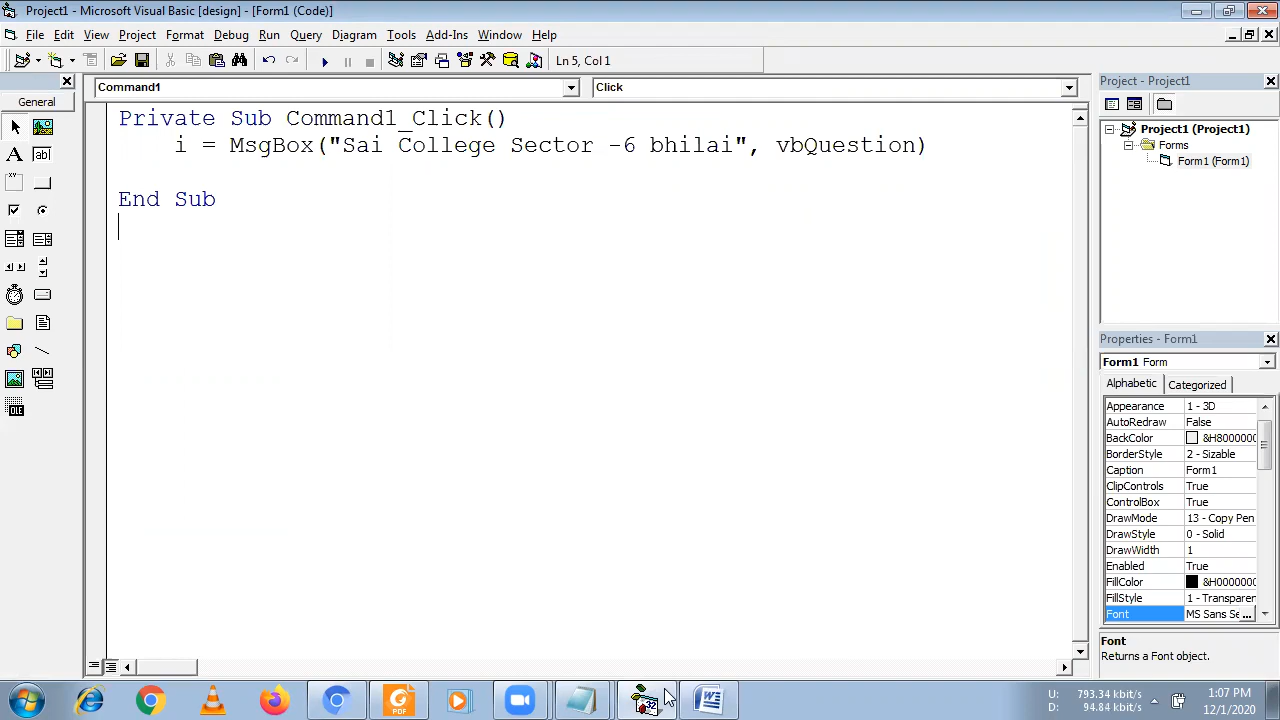 Project1 - Microsoft Visual Basic [design] - [Form1 (Code)]
File Edit View Project Format Debug Run Query Diagram Tools Add-Ins Window Help
Ln 5, Col 1
General
Command1
Click
Private Sub Command1_Click()
i = MsgBox("Sai College Sector -6 bhilai", vbQuestion)
End Sub
Project - Project1
Project1 (Project1)
Forms
Form1 (Form1)
Properties - Form1
Form1 Form
Alphabetic Categorized
Appearance 1 - 3D
AutoRedraw False
BackColor &H8000000
BorderStyle 2 - Sizable
Caption Form1
ClipControls True
ControlBox True
DrawMode 13 - Copy Pen
DrawStyle 0 - Solid
DrawWidth 1
Enabled True
FillColor &H0000000
FillStyle 1 - Transparen
Font MS Sans Se ...
Font
Returns a Font object.
OLE
PDF
32
U: 793.34 kbit/s
D: 94.84 kbit/s
1:07 PM
12/1/2020